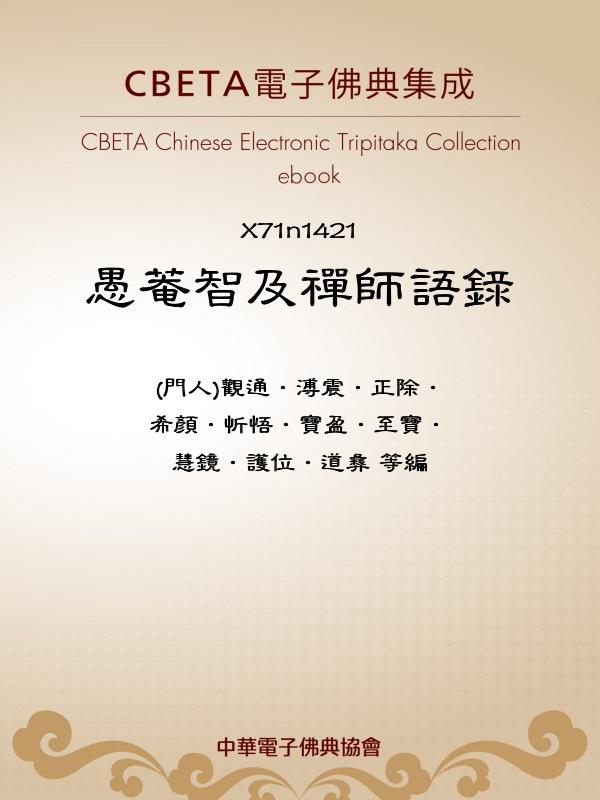 CBETA電子佛典集成
CBETA Chinese Electronic Tripitaka Collection
ebook
X71n1421
愚菴智及禪師語錄
(門人)觀通．溥震．正除．
希顏．忻悟．寶盈．至寶．
慧鏡．護位．道彝 等編
中華電子佛典協會